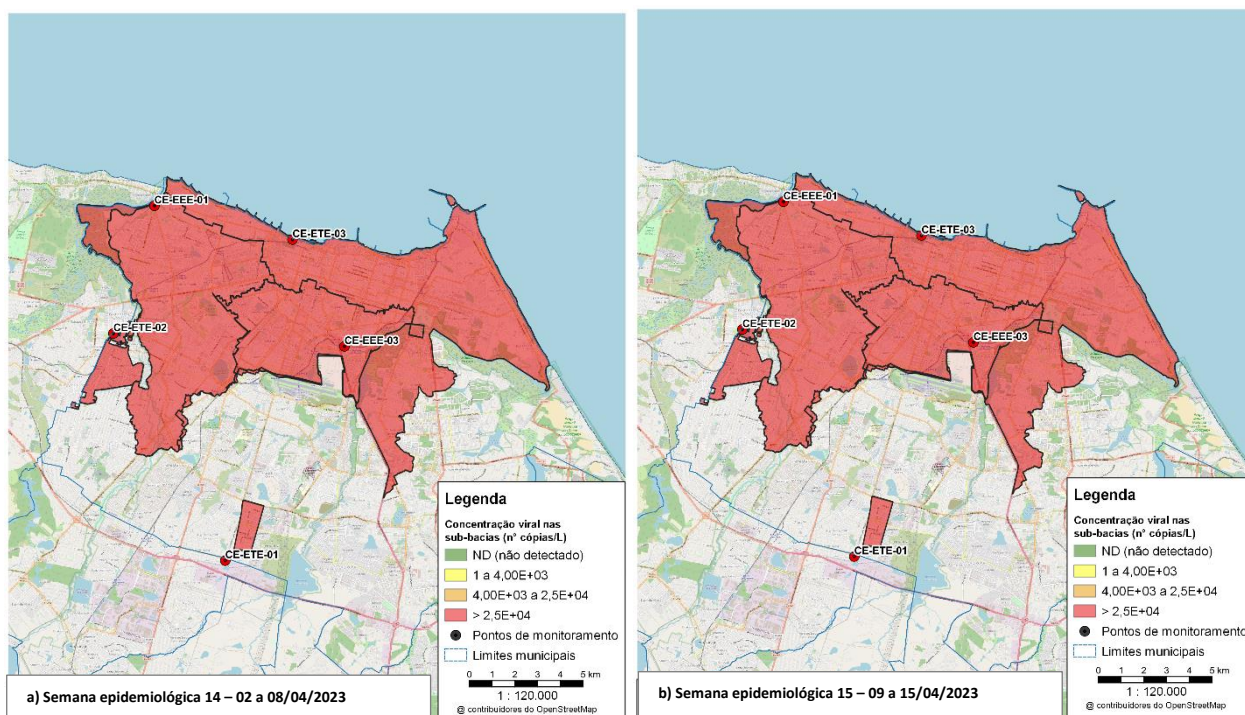 CE-EEE-01
CE-ETE-03
CE-ETE-02
CE-EEE-03
CE-ETE-01
Legenda
Concentração viral nas
sub-bacias (n° cópias/L)
ND (não detectado)
1 a 4,00E+03
4,00E+03 a 2,5E+04
> 2,5E+04
Pontos de monitoramento
Limites municipais
0 1 2 3 4 5 km
1 : 120.000
@ contribuidores do OpenStreetMap
a) Semana epidemiológica 14 – 02 a 08/04/2023
CE-EEE-01
CE-ETE-03
CE-ETE-02
CE-EEE-03
CE-ETE-01
Legenda
Concentração viral nas
sub-bacias (n° cópias/L)
ND (não detectado)
1 a 4,00E+03
4,00E+03 a 2,5E+04
> 2,5E+04
Pontos de monitoramento
Limites municipais
0 1 2 3 4 5 km
1 : 120.000
@ contribuidores do OpenStreetMap
b) Semana epidemiológica 15 – 09 a 15/04/2023